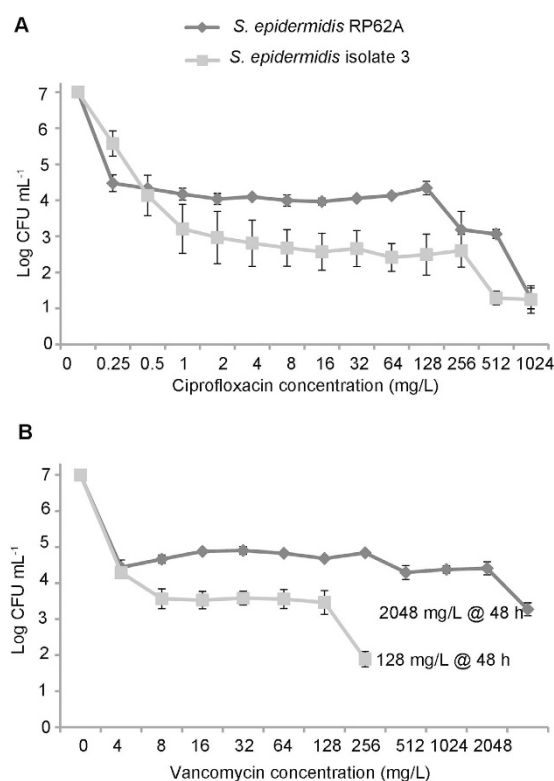 A
S. epidermidis RP62A
S. epidermidis isolate 3
7
6
5
4
3
2
1
0
Log CFU mL-1
0 0.25 0.5 1 2 4 8 16 32 64 128 256 512 1024
Ciprofloxacin concentration (mg/L)
B
7
6
5
4
3
2
1
0
Log CFU mL-1
2048 mg/L @ 48 h
128 mg/L @ 48 h
0 4 8 16 32 64 128 256 512 1024 2048
Vancomycin concentration (mg/L)